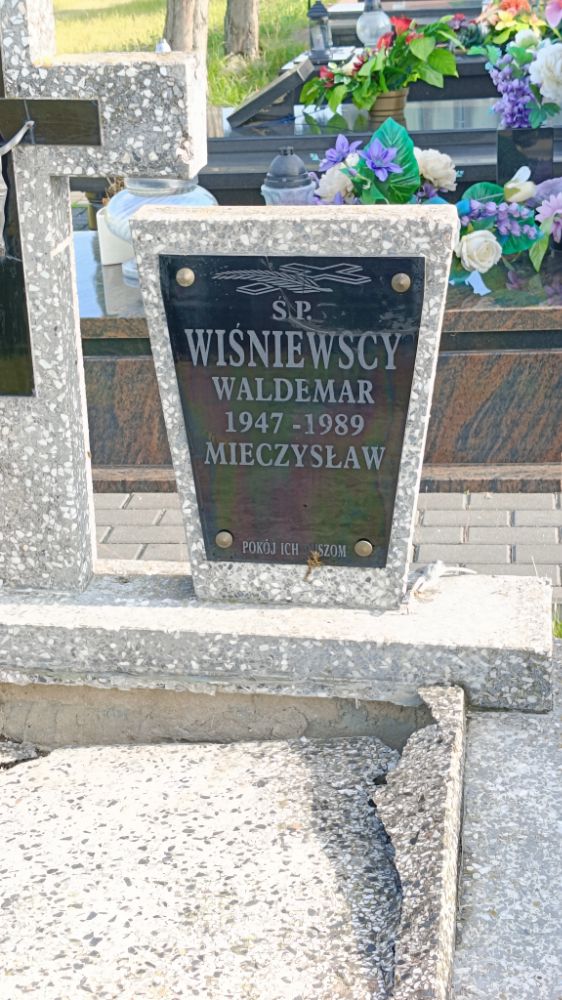 Ś.P.
WIŚNIEWSCY
WALDEMAR
1947 - 1989
MIECZYSŁAW
POKÓJ ICH